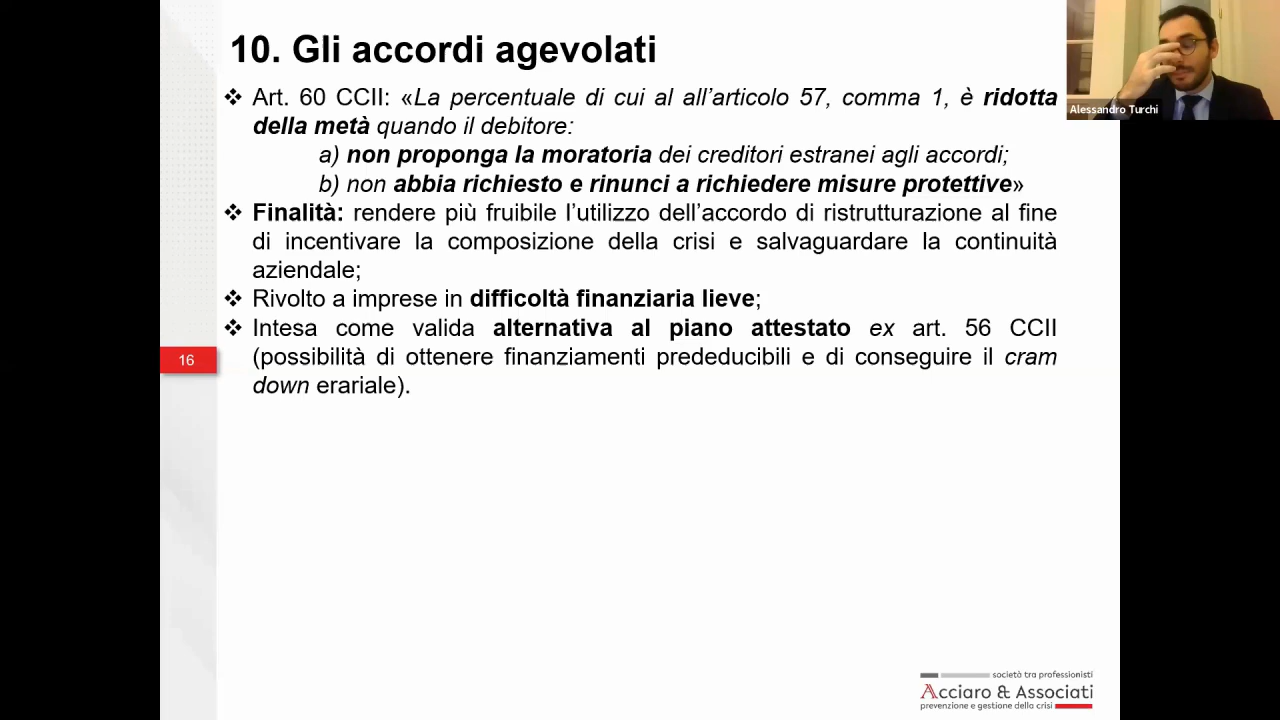 10. Gli accordi agevolati
Alessandro Turchi
❖ Art. 60 CCII: «La percentuale di cui al all’articolo 57, comma 1, è ridotta
della metà quando il debitore:
a) non proponga la moratoria dei creditori estranei agli accordi;
b) non abbia richiesto e rinunci a richiedere misure protettive»
❖ Finalità: rendere più fruibile l’utilizzo dell’accordo di ristrutturazione al fine
di incentivare la composizione della crisi e salvaguardare la continuità
aziendale;
❖ Rivolto a imprese in difficoltà finanziaria lieve;
❖ Intesa come valida alternativa al piano attestato ex art. 56 CCII
(possibilità di ottenere finanziamenti prededucibili e di conseguire il cram
down erariale).
16
società tra professionisti
Acciaro & Associati
prevenzione e gestione della crisi